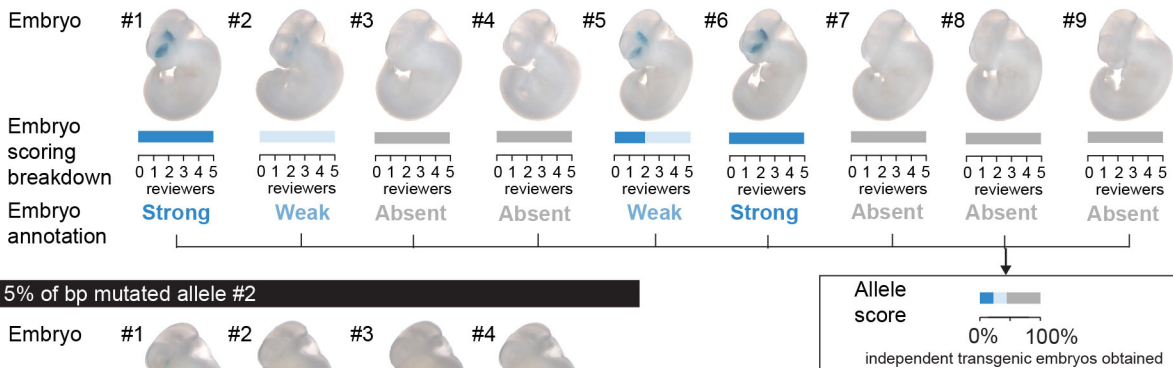 Embryo #1 #2 #3 #4 #5 #6 #7 #8 #9
Embryo
scoring
breakdown
0 1 2 3 4 5 0 1 2 3 4 5 0 1 2 3 4 5 0 1 2 3 4 5 0 1 2 3 4 5 0 1 2 3 4 5 0 1 2 3 4 5 0 1 2 3 4 5 0 1 2 3 4 5
reviewers reviewers reviewers reviewers reviewers reviewers reviewers reviewers reviewers
Embryo
annotation
Strong Weak Absent Absent Weak Strong Absent Absent Absent
5% of bp mutated allele #2
Allele
score
0% 100%
independent transgenic embryos obtained
Embryo #1 #2 #3 #4